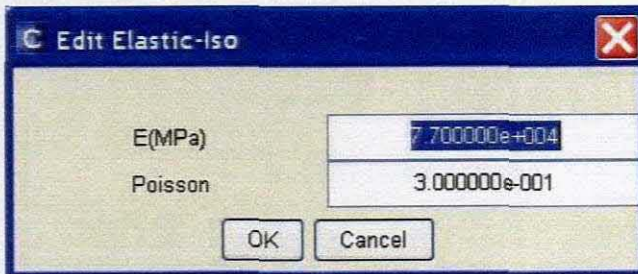 C Edit Elastic-Iso
E(MPa) 7.700000e+004
Poisson 3.000000e-001
OK Cancel